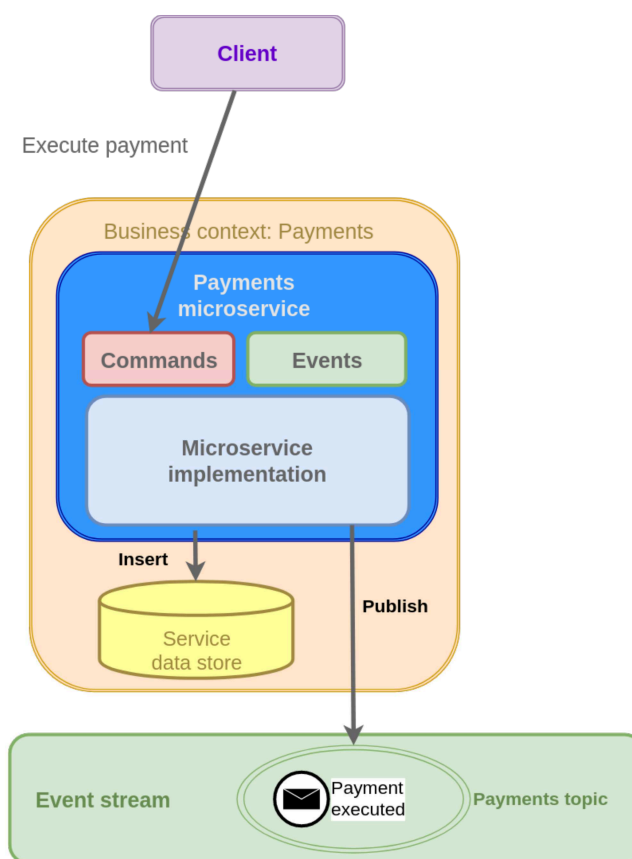 Client
Execute payment
Business context: Payments
Payments
microservice
Commands
Events
Microservice
implementation
Insert
Publish
Service
data store
Event stream
Payment
executed
Payments topic